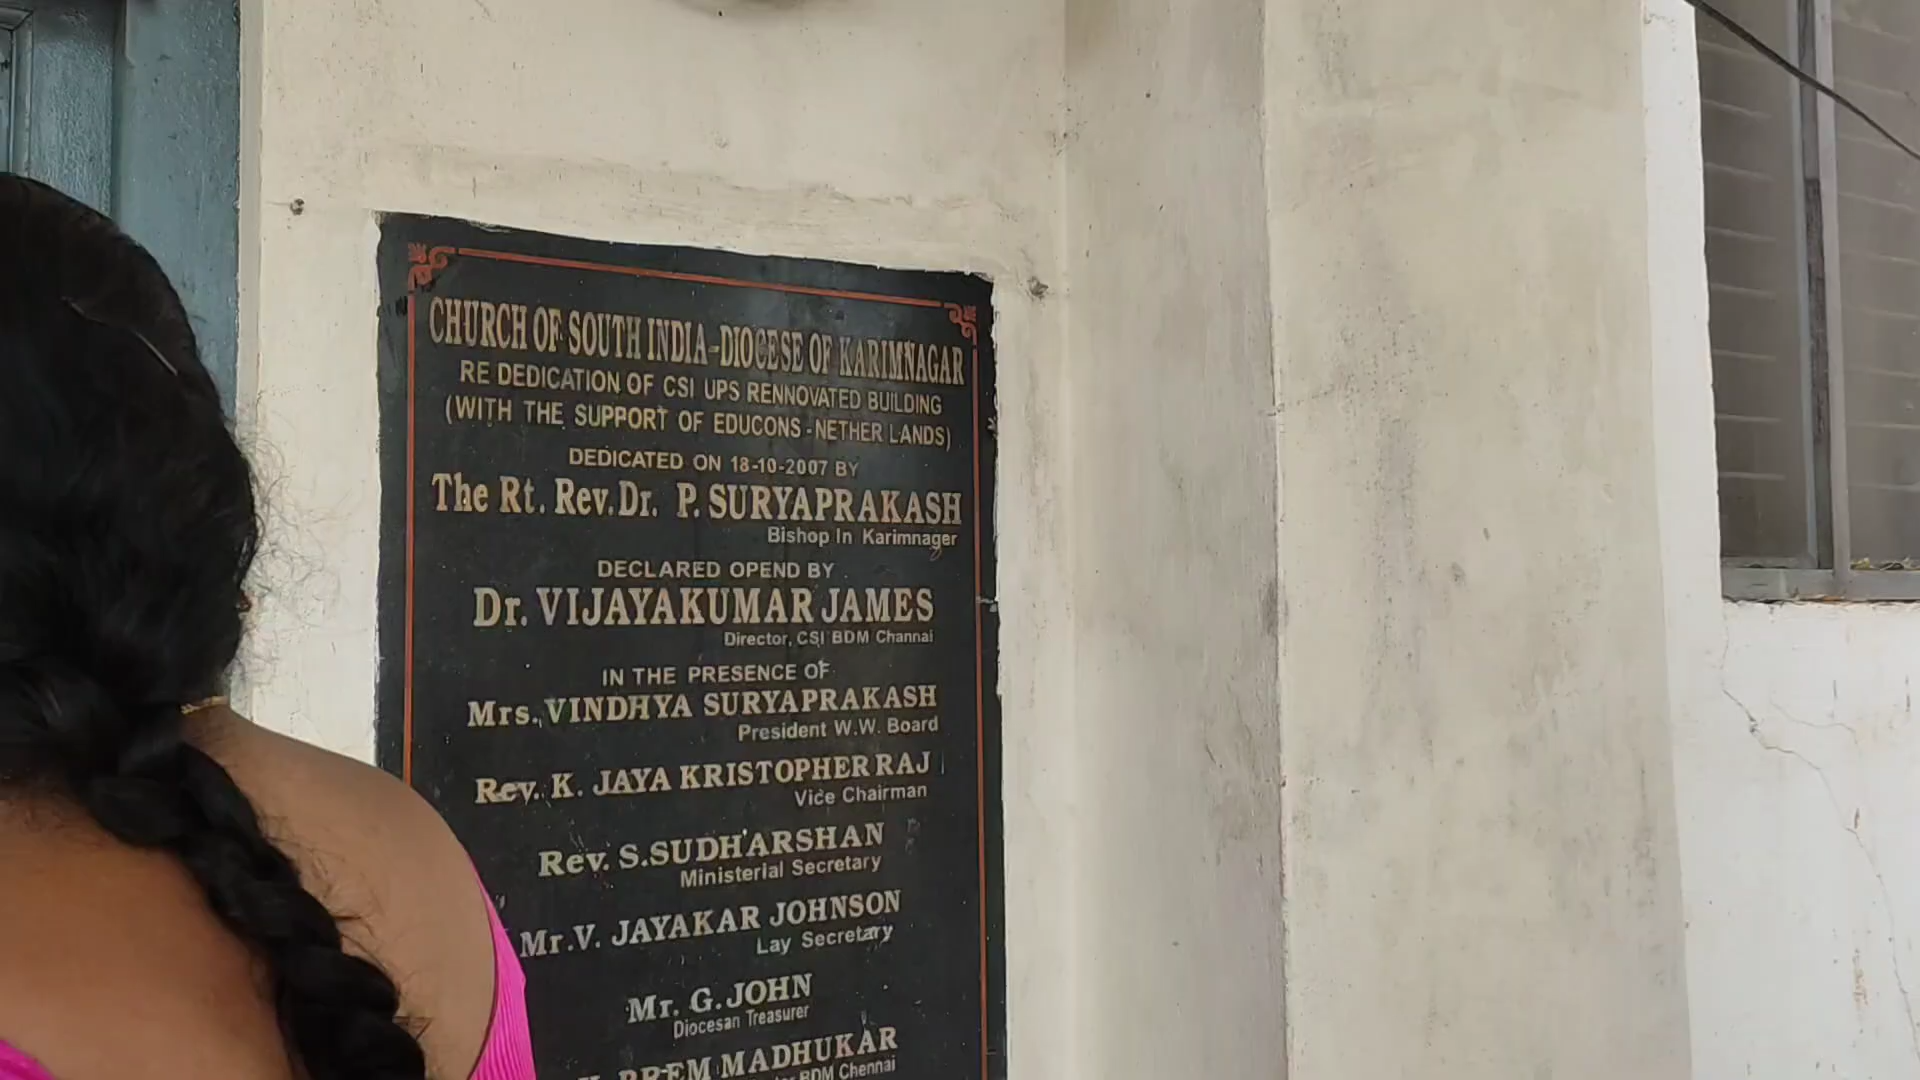 CHURCH OF SOUTH INDIA-DIOCESE OF KARIMNAGAR
RE DEDICATION OF CSI UPS RENNOVATED BUILDING
(WITH THE SUPPORT OF EDUCONS-NETHER LANDS)
DEDICATED ON 18-10-2007 BY
The Rt. Rev.Dr. P. SURYAPRAKASH
Bishop In Karimnager
DECLARED OPEND BY
Dr. VIJAYAKUMAR JAMES
Director, CSI BDM Channai
IN THE PRESENCE OF
Mrs. VINDHYA SURYAPRAKASH
President W.W. Board
Rev. K. JAYA KRISTOPHER RAJ
Vice Chairman
Rev. S.SUDHARSHAN
Ministerial Secretary
Mr.V. JAYAKAR JOHNSON
Lay Secretary
Mr. G.JOHN
Diocesan Treasurer
PREM MADHUKAR
BDM Chennai